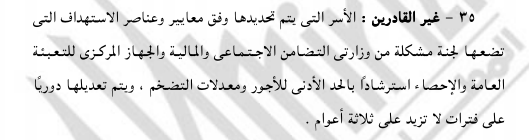 ٣٥ - غير القادرين : الأسر التى يتم تحديدها وفق معايير وعناصر الاستهداف التى
تضعها لجنة مشكلة من وزارتى التضامن الاجتماعى والمالية والجهاز المركزى للتعبئة
العامة والإحصاء استرشادًا بالحد الأدنى للأجور ومعدلات التضخم ، ويتم تعديلها دوريًا
على فترات لا تزيد على ثلاثة أعوام .